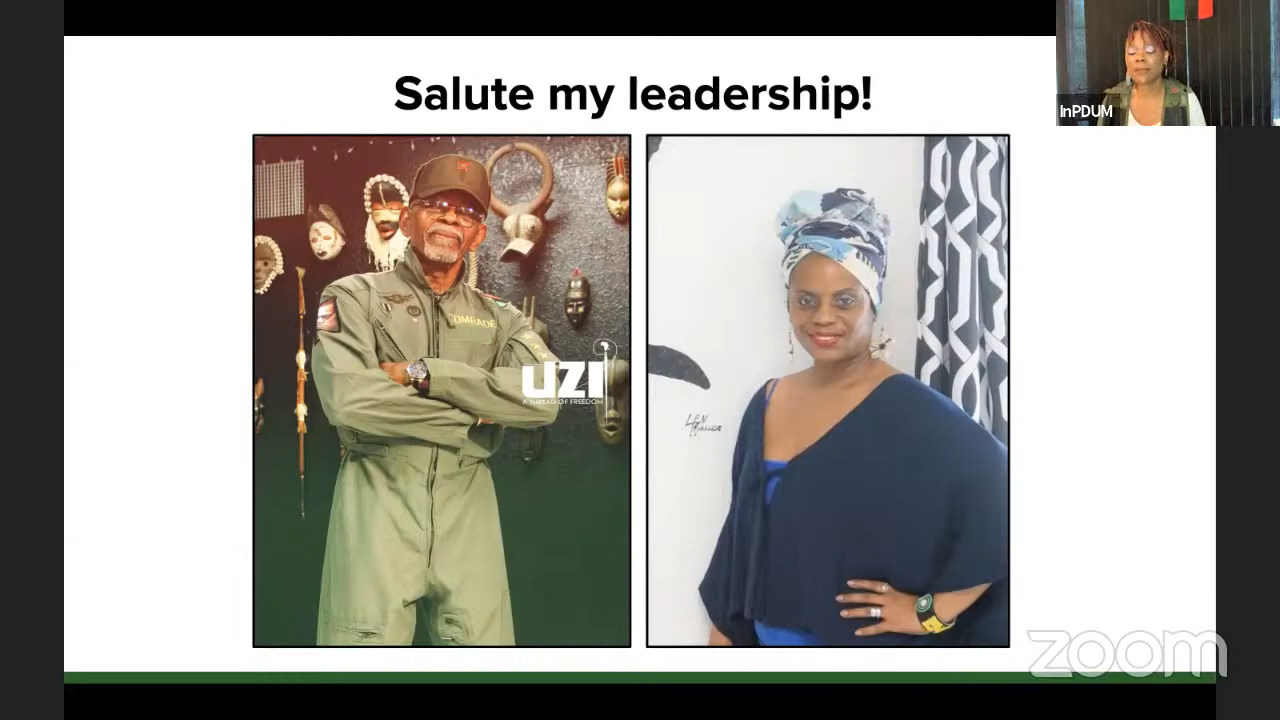 Salute my leadership!
InPDUM
COMRADE
UZI
A THREAD OF FREEDOM
zoom